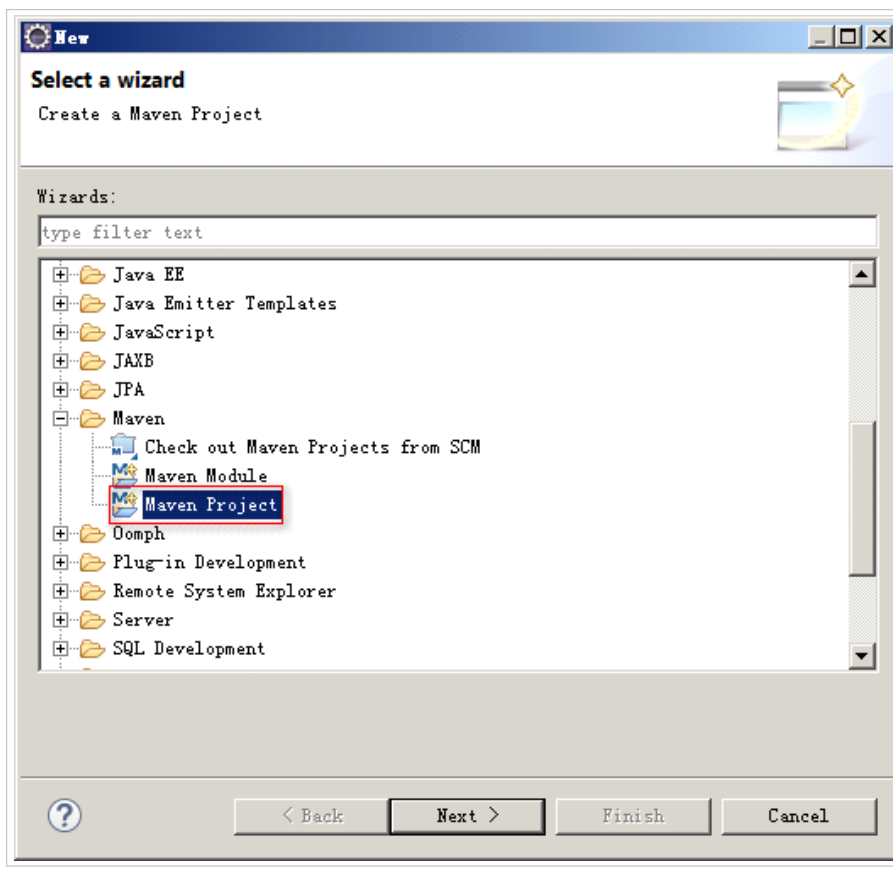 New
Select a wizard
Create a Maven Project
Wizards:
type filter text
Java EE
Java Emitter Templates
JavaScript
JAXB
JPA
Maven
Check out Maven Projects from SCM
Maven Module
Maven Project
Oomph
Plug-in Development
Remote System Explorer
Server
SQL Development
?
< Back
Next >
Finish
Cancel